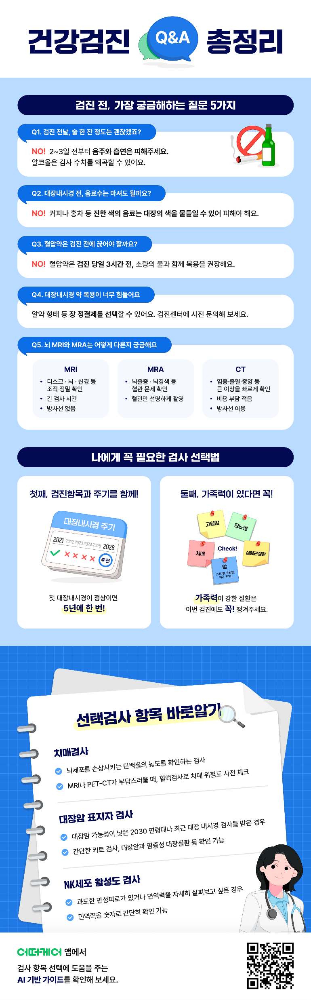 건강검진 Q&A 총정리
검진 전, 가장 궁금해하는 질문 5가지
Q1. 검진 전날, 술 한 잔 정도는 괜찮겠죠?
NO! 2~3일 전부터 음주와 흡연은 피해주세요.
알코올은 검사 수치를 왜곡할 수 있어요.
Q2. 대장내시경 전, 음료수는 마셔도 될까요?
NO! 커피나 홍차 등 진한 색의 음료는 대장의 색을 물들일 수 있어 피해야 해요.
Q3. 혈압약은 검진 전에 끊어야 할까요?
NO! 혈압약은 검진 당일 3시간 전, 소량의 물과 함께 복용을 권장해요.
Q4. 대장내시경 약 복용이 너무 힘들어요
알약 형태 등 장 정결제를 선택할 수 있어요. 검진센터에 사전 문의해 보세요.
Q5. 뇌 MRI와 MRA는 어떻게 다른지 궁금해요
MRI
• 디스크 · 뇌 · 신경 등
조직 정밀 확인
• 긴 검사 시간
• 방사선 없음
MRA
• 뇌졸중 · 뇌경색 등
혈관 문제 확인
• 혈관만 선명하게 촬영
CT
• 염증·출혈·종양 등
큰 이상을 빠르게 확인
• 비용 부담 적음
• 방사선 이용
나에게 꼭 필요한 검사 선택법
첫째, 검진항목과 주기를 함께!
대장내시경 주기
2021 2022 2023 2024 2025 2026
추천
첫 대장내시경이 정상이면
5년에 한 번!
둘째, 가족력이 있다면 꼭!
고혈압
당뇨병
치매
Check!
심혈관질환
암
( 대장암, 유방암,
폐암, 위암 )
가족력이 강한 질환은
이번 검진에도 꼭! 챙겨주세요.
선택검사 항목 바로알기
치매검사
뇌세포를 손상시키는 단백질의 농도를 확인하는 검사
MRI나 PET-CT가 부담스러울 때, 혈액검사로 치매 위험도 사전 체크
대장암 표지자 검사
대장암 가능성이 낮은 2030 연령대나 최근 대장 내시경 검사를 받은 경우
간단한 키트 검사, 대장암과 염증성 대장질환 등 확인 가능
NK세포 활성도 검사
과도한 만성피로가 있거나 면역력을 자세히 살펴보고 싶은 경우
면역력을 숫자로 간단히 확인 가능
어떠케어 앱에서
검사 항목 선택에 도움을 주는
AI 기반 가이드를 확인해 보세요.